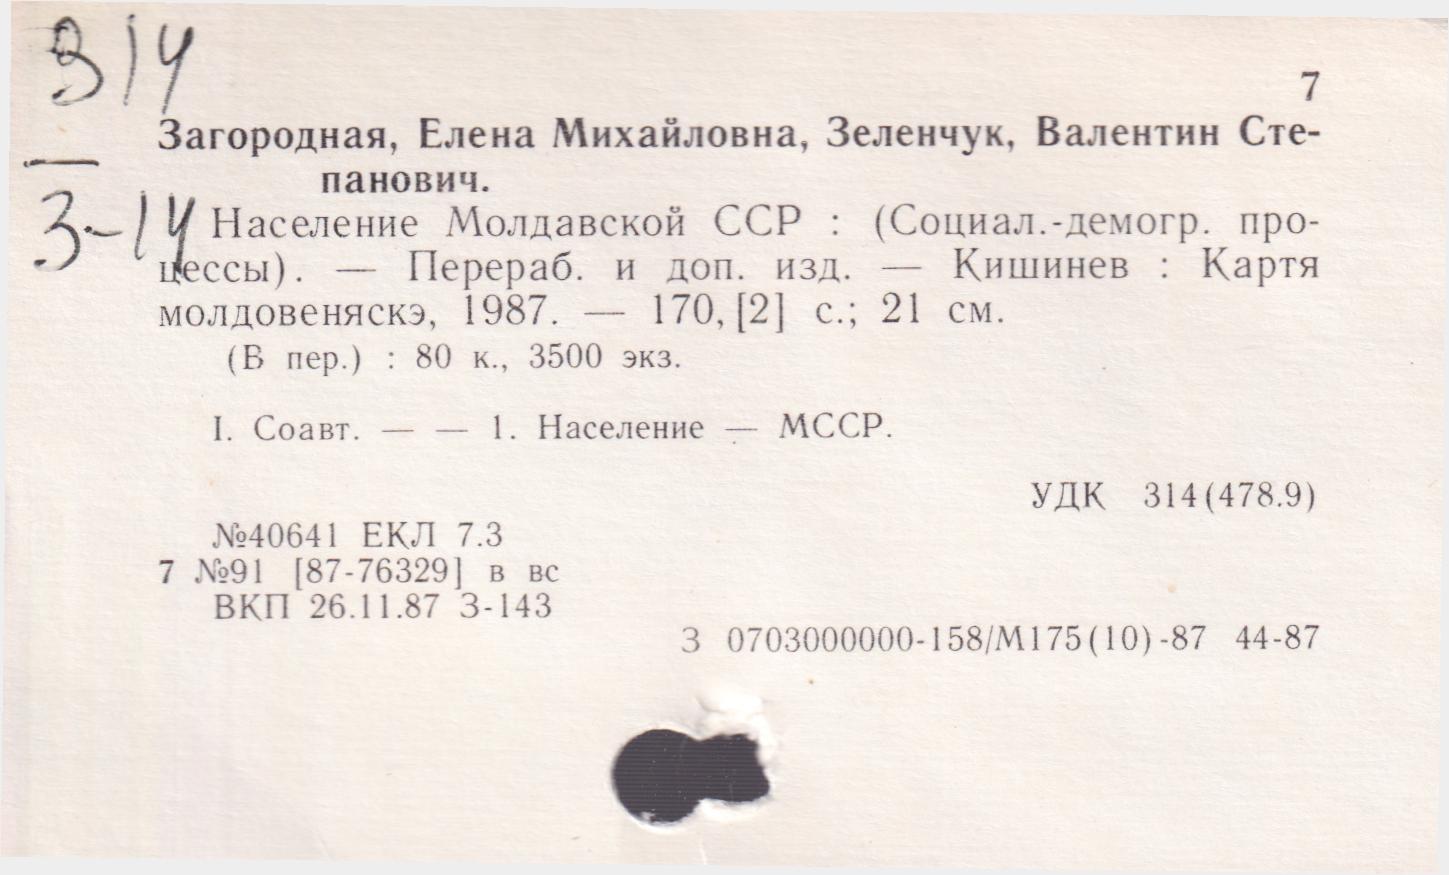 314
7
Загородная, Елена Михайловна, Зеленчук, Валентин Сте-
панович.
З-14
Население Молдавской ССР : (Социал.-демогр. про-
цессы). — Перераб. и доп. изд. — Кишинев : Картя
молдовеняскэ, 1987. — 170, [2] с.; 21 см.
(В пер.) : 80 к., 3500 экз.
I. Соавт. — — 1. Население — МССР.
УДК 314(478.9)
№40641 ЕКЛ 7.3
7 №91 [87-76329] в вс
ВКП 26.11.87 З-143
З 0703000000-158/М175(10)-87 44-87